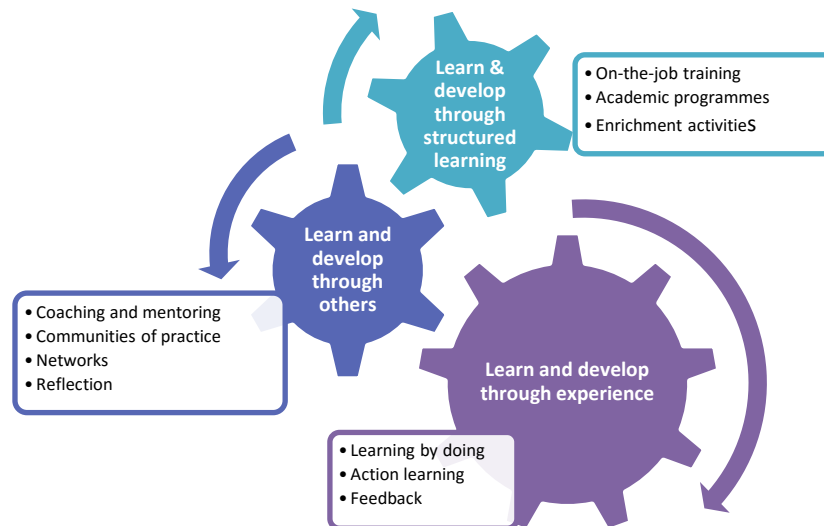 Learn &
develop
through
structured
learning
• On-the-job training
• Academic programmes
• Enrichment activitieS
Learn and
develop
through
others
• Coaching and mentoring
• Communities of practice
• Networks
• Reflection
Learn and develop
through experience
• Learning by doing
• Action learning
• Feedback